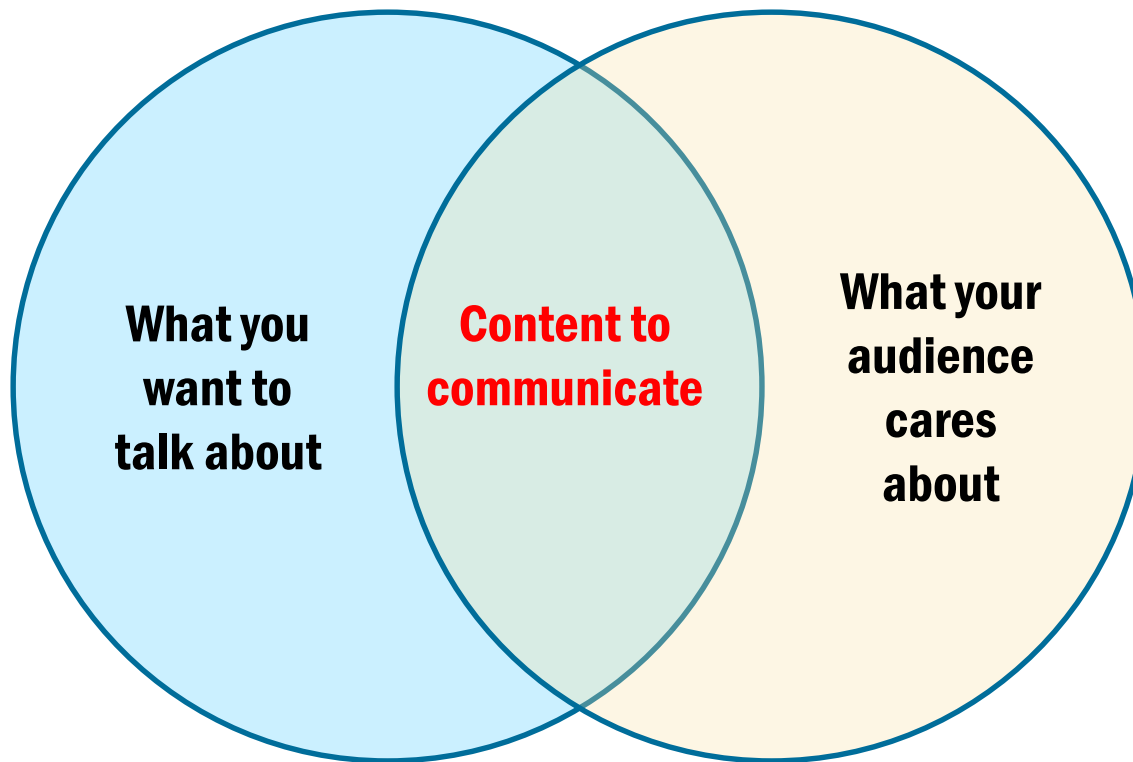 What you
want to
talk about
Content to
communicate
What your
audience
cares
about